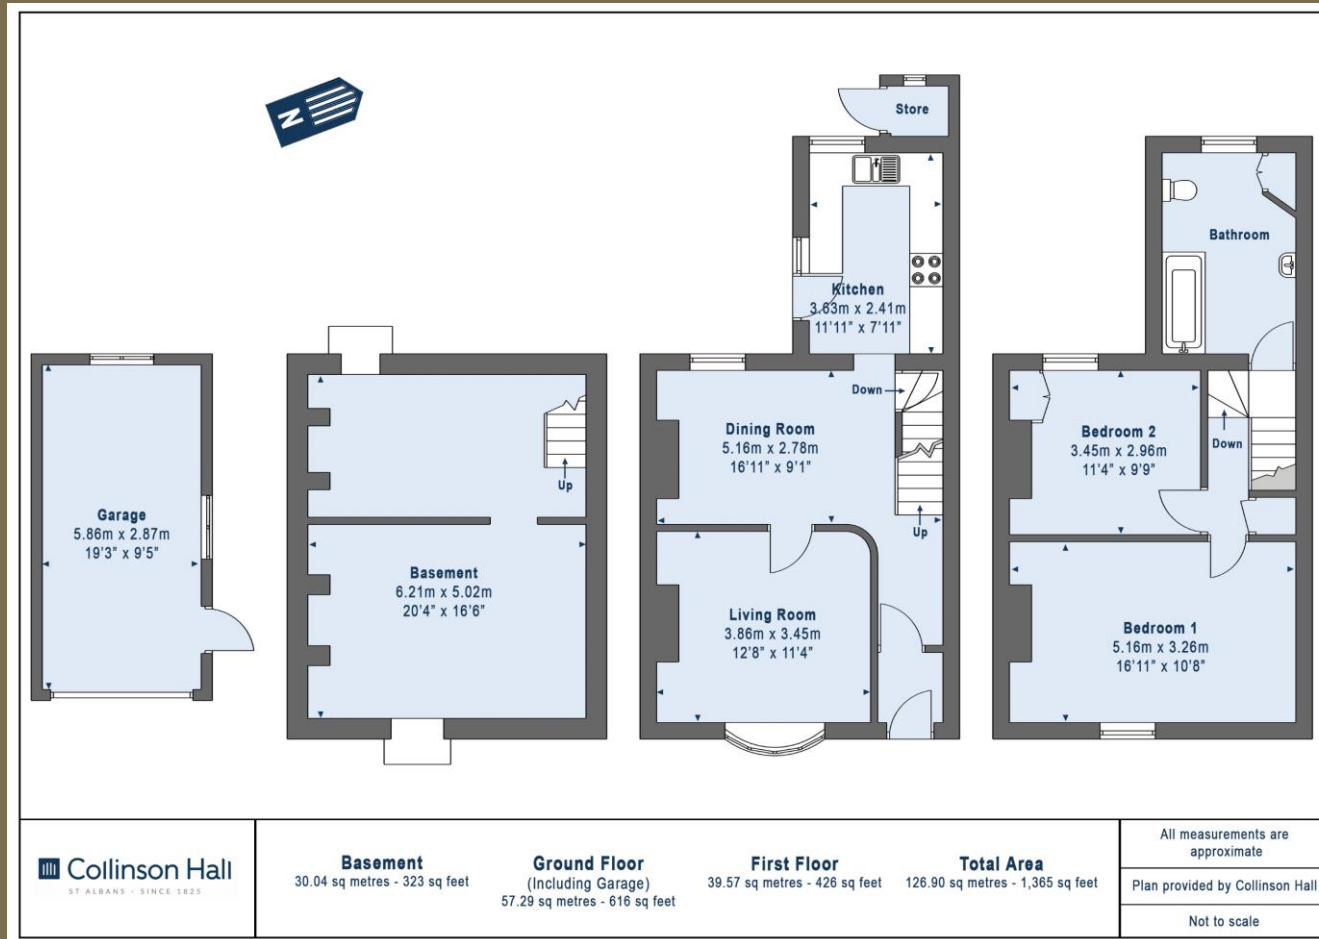 N
Store
Kitchen
3.63m x 2.41m
11'11" x 7'11"
Bathroom
Down
Dining Room
5.16m x 2.78m
16'11" x 9'1"
Up
Bedroom 2
3.45m x 2.96m
11'4" x 9'9"
Down
Up
Garage
5.86m x 2.87m
19'3" x 9'5"
Basement
6.21m x 5.02m
20'4" x 16'6"
Living Room
3.86m x 3.45m
12'8" x 11'4"
Bedroom 1
5.16m x 3.26m
16'11" x 10'8"
Collinson Hall
ST ALBANS - SINCE 1825
Basement
30.04 sq metres - 323 sq feet
Ground Floor
(Including Garage)
57.29 sq metres - 616 sq feet
First Floor
39.57 sq metres - 426 sq feet
Total Area
126.90 sq metres - 1,365 sq feet
All measurements are
approximate
Plan provided by Collinson Hall
Not to scale